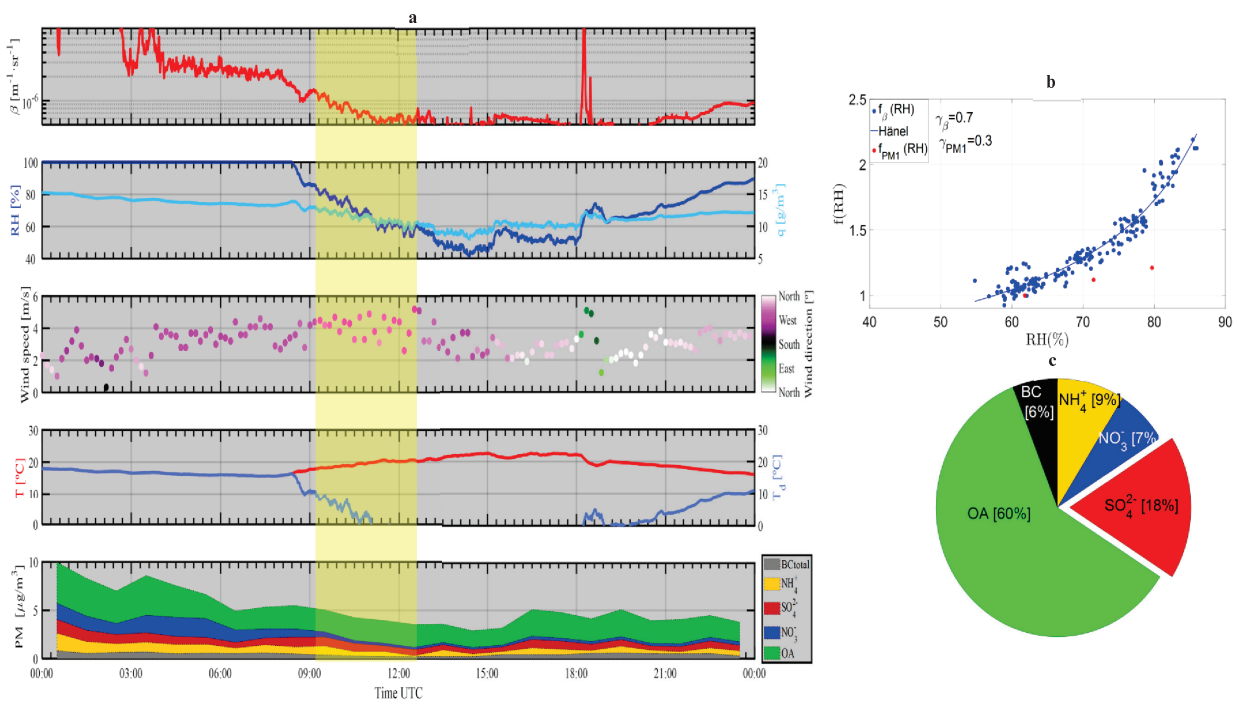 a
β [m⁻¹·sr⁻¹]
10⁻⁶
RH [%]
100
80
60
40
20
15
10
5
q [g/m³]
Wind speed [m/s]
6
4
2
0
North
West
South
East
North
Wind direction [°]
T [°C]
30
20
10
0
30
20
10
0
T_d [°C]
PM [μg/m³]
10
5
0
BCtotal
NH₄⁺
SO₄²⁻
NO₃⁻
OA
00:00 03:00 06:00 09:00 12:00 15:00 18:00 21:00 00:00
Time UTC
b
f(RH)
2.5
2
1.5
1
f_β (RH)
Hänel
f_PM1 (RH)
γ_β=0.7
γ_PM1=0.3
40 50 60 70 80 90
RH(%)
c
BC
[6%]
NH₄⁺ [9%]
NO₃⁻ [7%
SO₄²⁻ [18%]
OA [60%]